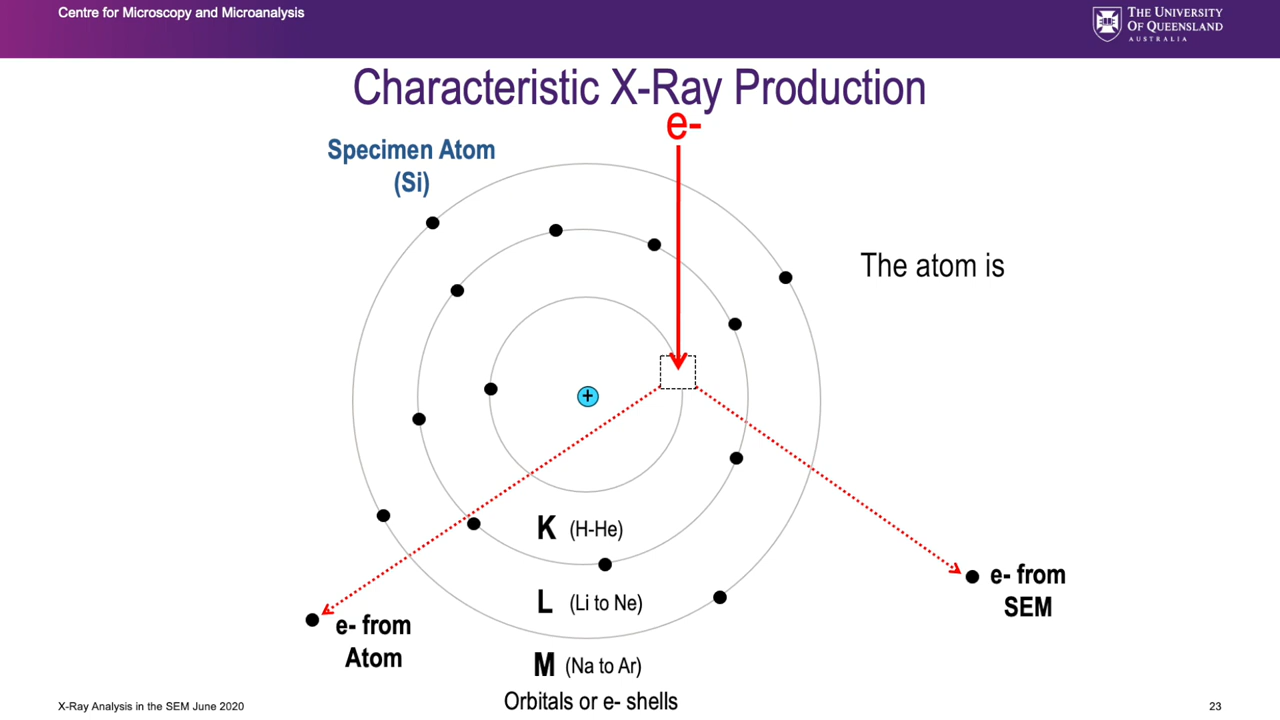 Centre for Microscopy and Microanalysis
THE UNIVERSITY
OF QUEENSLAND
AUSTRALIA
Characteristic X-Ray Production
e-
Specimen Atom
(Si)
The atom is
+
K (H-He)
L (Li to Ne)
M (Na to Ar)
Orbitals or e- shells
e- from
Atom
e- from
SEM
X-Ray Analysis in the SEM June 2020
23